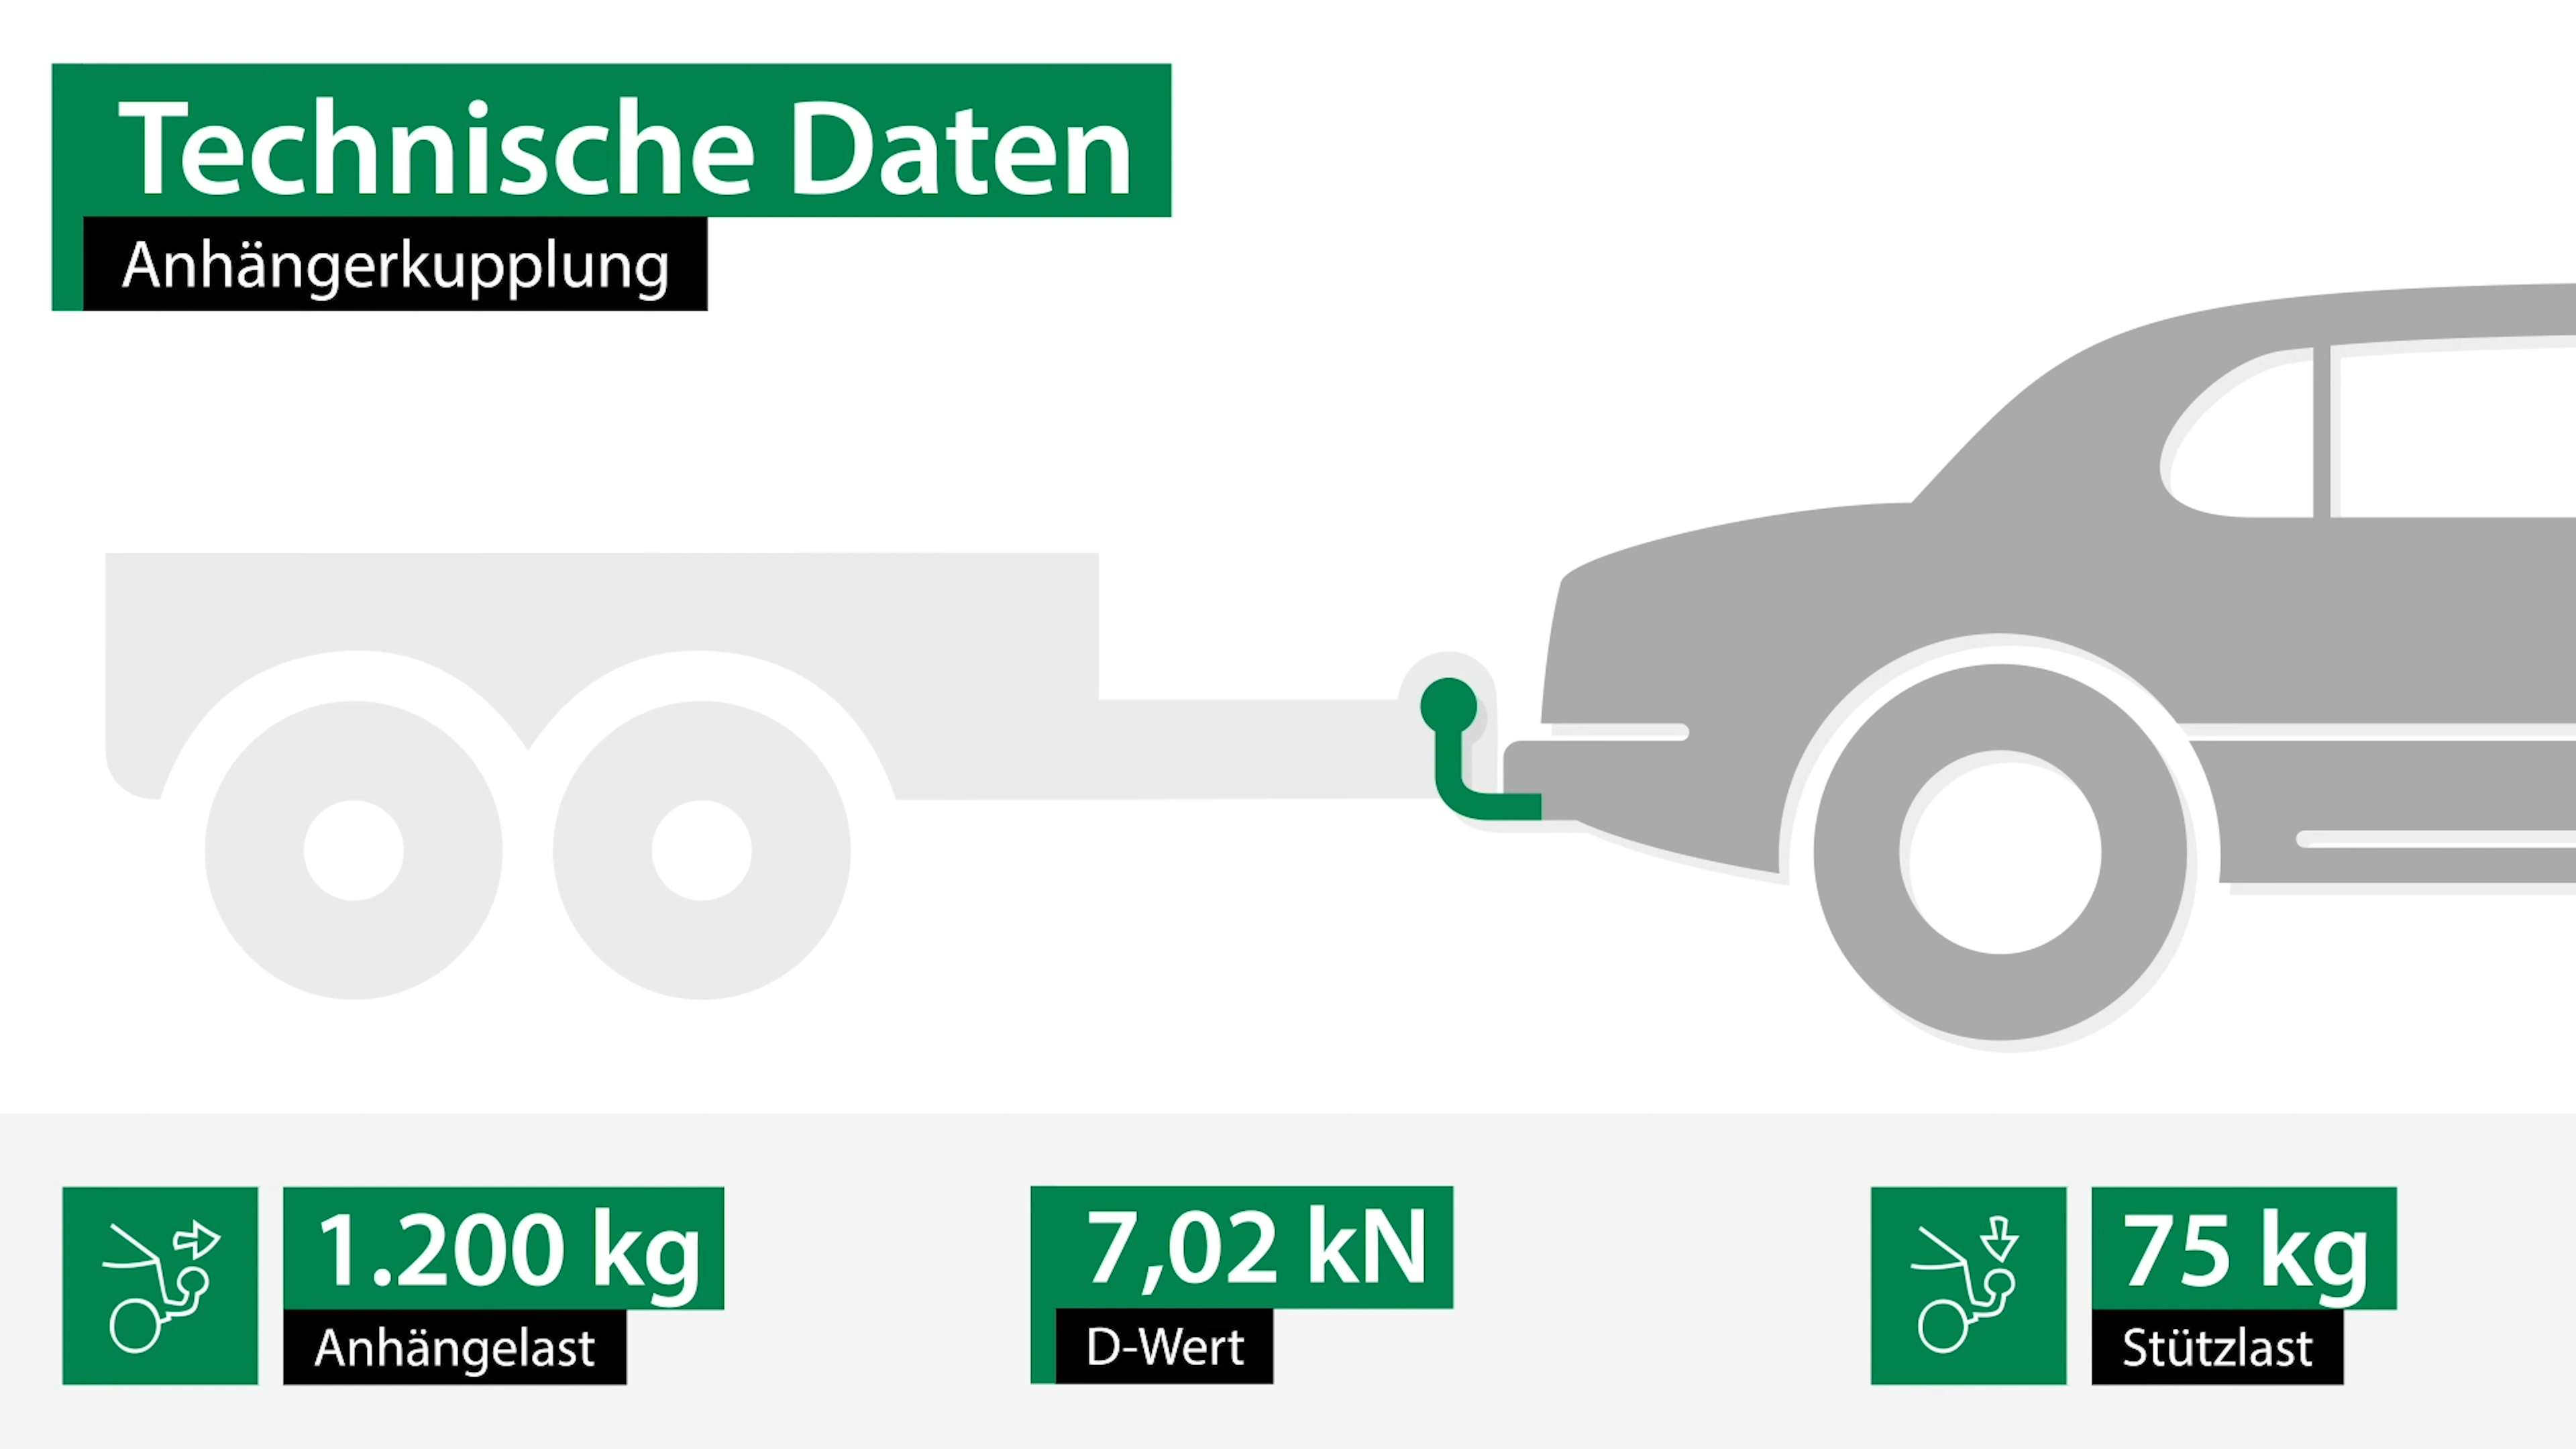 Technische Daten
Anhängerkupplung
1.200 kg
Anhängelast
7,02 kN
D-Wert
75 kg
Stützlast